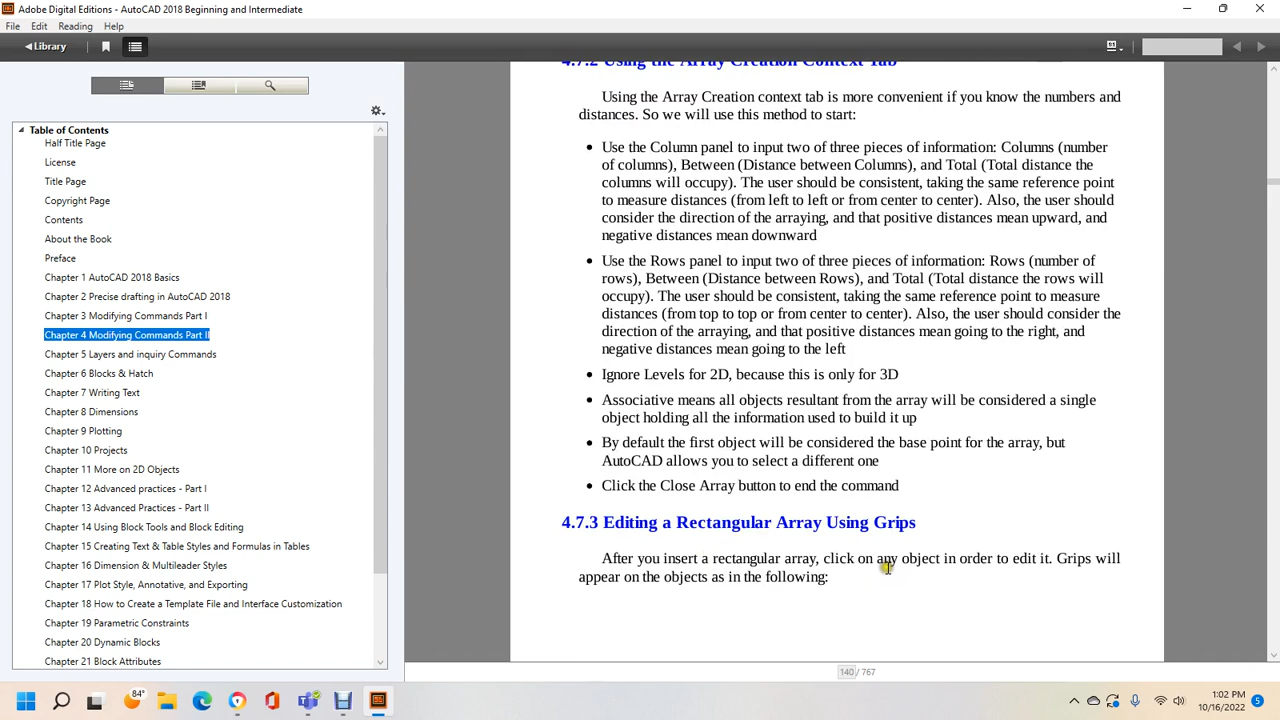 Adobe Digital Editions - AutoCAD 2018 Beginning and Intermediate
File Edit Reading Help
Library
Table of Contents
Half Title Page
License
Title Page
Copyright Page
Contents
About the Book
Preface
Chapter 1 AutoCAD 2018 Basics
Chapter 2 Precise drafting in AutoCAD 2018
Chapter 3 Modifying Commands Part I
Chapter 4 Modifying Commands Part II
Chapter 5 Layers and inquiry Commands
Chapter 6 Blocks & Hatch
Chapter 7 Writing Text
Chapter 8 Dimensions
Chapter 9 Plotting
Chapter 10 Projects
Chapter 11 More on 2D Objects
Chapter 12 Advanced practices - Part I
Chapter 13 Advanced practices - Part II
Chapter 14 Using Block Tools and Block Editing
Chapter 15 Creating Text & Table Styles and Formulas in Tables
Chapter 16 Dimension & Multileader Styles
Chapter 17 Plot Style, Annotative, and Exporting
Chapter 18 How to Create a Template File and Interface Customization
Chapter 19 Parametric Constraints
Chapter 20 Dynamic Blocks
Chapter 21 Block Attributes
4.7.2 Using the Array Creation Context Tab
Using the Array Creation context tab is more convenient if you know the numbers and
distances. So we will use this method to start:
• Use the Column panel to input two of three pieces of information: Columns (number
of columns), Between (Distance between Columns), and Total (Total distance the
columns will occupy). The user should be consistent, taking the same reference point
to measure distances (from left to left or from center to center). Also, the user should
consider the direction of the arraying, and that positive distances mean upward, and
negative distances mean downward
• Use the Rows panel to input two of three pieces of information: Rows (number of
rows), Between (Distance between Rows), and Total (Total distance the rows will
occupy). The user should be consistent, taking the same reference point to measure
distances (from top to top or from center to center). Also, the user should consider the
direction of the arraying, and that positive distances mean going to the right, and
negative distances mean going to the left
• Ignore Levels for 2D, because this is only for 3D
• Associative means all objects resultant from the array will be considered a single
object holding all the information used to build it up
• By default the first object will be considered the base point for the array, but
AutoCAD allows you to select a different one
• Click the Close Array button to end the command
4.7.3 Editing a Rectangular Array Using Grips
After you insert a rectangular array, click on any object in order to edit it. Grips will
appear on the objects as in the following:
140 / 767
84°
1:02 PM
10/16/2022
5